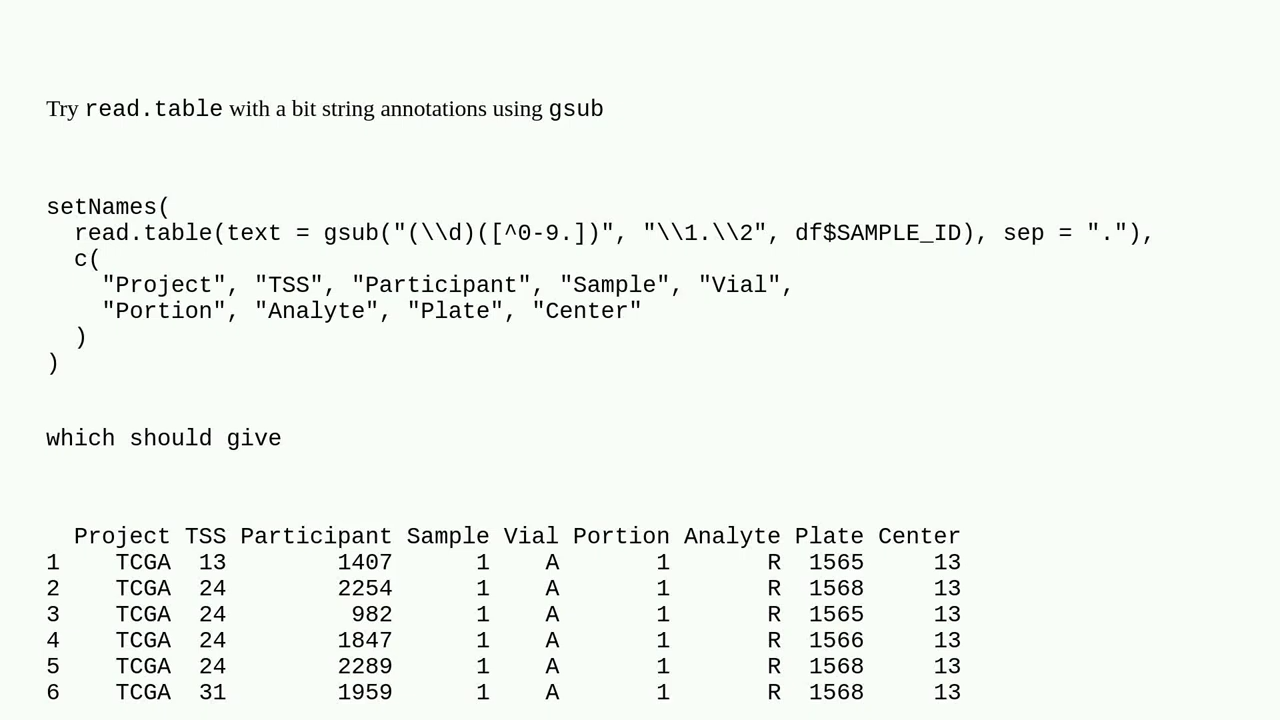 Try read.table with a bit string annotations using gsub
setNames(
  read.table(text = gsub("(\\d)([^0-9.])", "\\1.\\2", df$SAMPLE_ID), sep = "."),
  c(
    "Project", "TSS", "Participant", "Sample", "Vial",
    "Portion", "Analyte", "Plate", "Center"
  )
)
which should give
  Project TSS Participant Sample Vial Portion Analyte Plate Center
1    TCGA  13        1407      1    A       1       R  1565     13
2    TCGA  24        2254      1    A       1       R  1568     13
3    TCGA  24         982      1    A       1       R  1565     13
4    TCGA  24        1847      1    A       1       R  1566     13
5    TCGA  24        2289      1    A       1       R  1568     13
6    TCGA  31        1959      1    A       1       R  1568     13